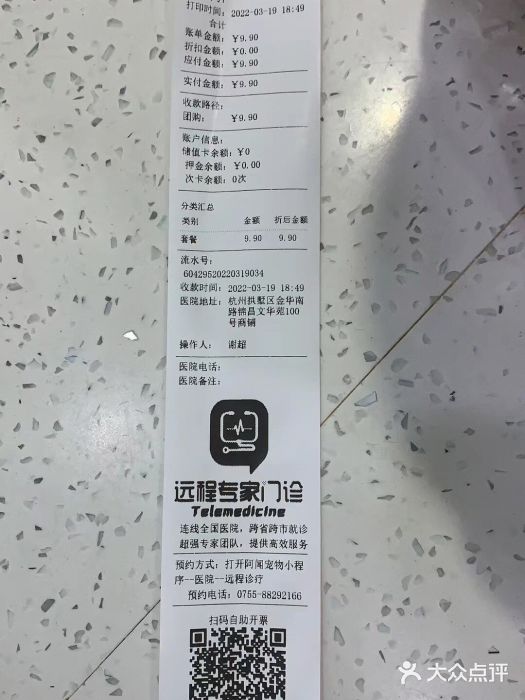 打印时间：2022-03-19 18:49
合计
账单金额：￥9.90
折扣金额：￥0.00
应付金额：￥9.90
实付金额：￥9.90
收款路径：
团购： ￥9.90
账户信息：
储值卡余额：￥0
押金余额：￥0.00
次卡余额：0次
分类汇总
类别 金额 折后金额
套餐 9.90 9.90
流水号：
60429520220319034
收款时间：2022-03-19 18:49
医院地址：杭州拱墅区金华南
路锦昌文华苑100
号商铺
操作人： 谢超
医院电话：
医院备注：
远程专家门诊
Telemedicine
连线全国医院，跨省跨市就诊
超强专家团队，提供高效服务
预约方式：打开阿闻宠物小程
序--医院--远程诊疗
预约电话：0755-88292166
扫码自助开票
大众点评